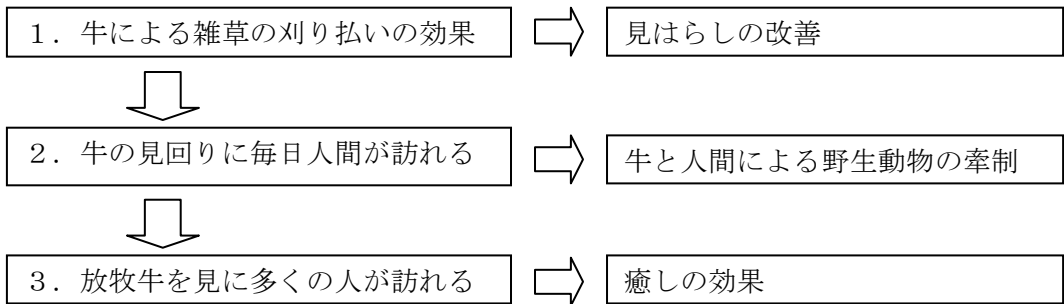 １．牛による雑草の刈り払いの効果
見はらしの改善
２．牛の見回りに毎日人間が訪れる
牛と人間による野生動物の牽制
３．放牧牛を見に多くの人が訪れる
癒しの効果